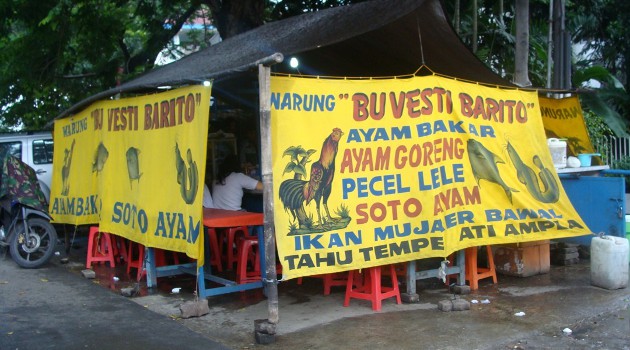 WARUNG "BU VESTI BARITO"
AYAM BAKAR
SOTO AYAM
WARUNG "BU VESTI BARITO"
AYAM BAKAR
AYAM GORENG
PECEL LELE
SOTO AYAM
IKAN MUJAER BAWAL
TAHU TEMPE ATI AMPLA